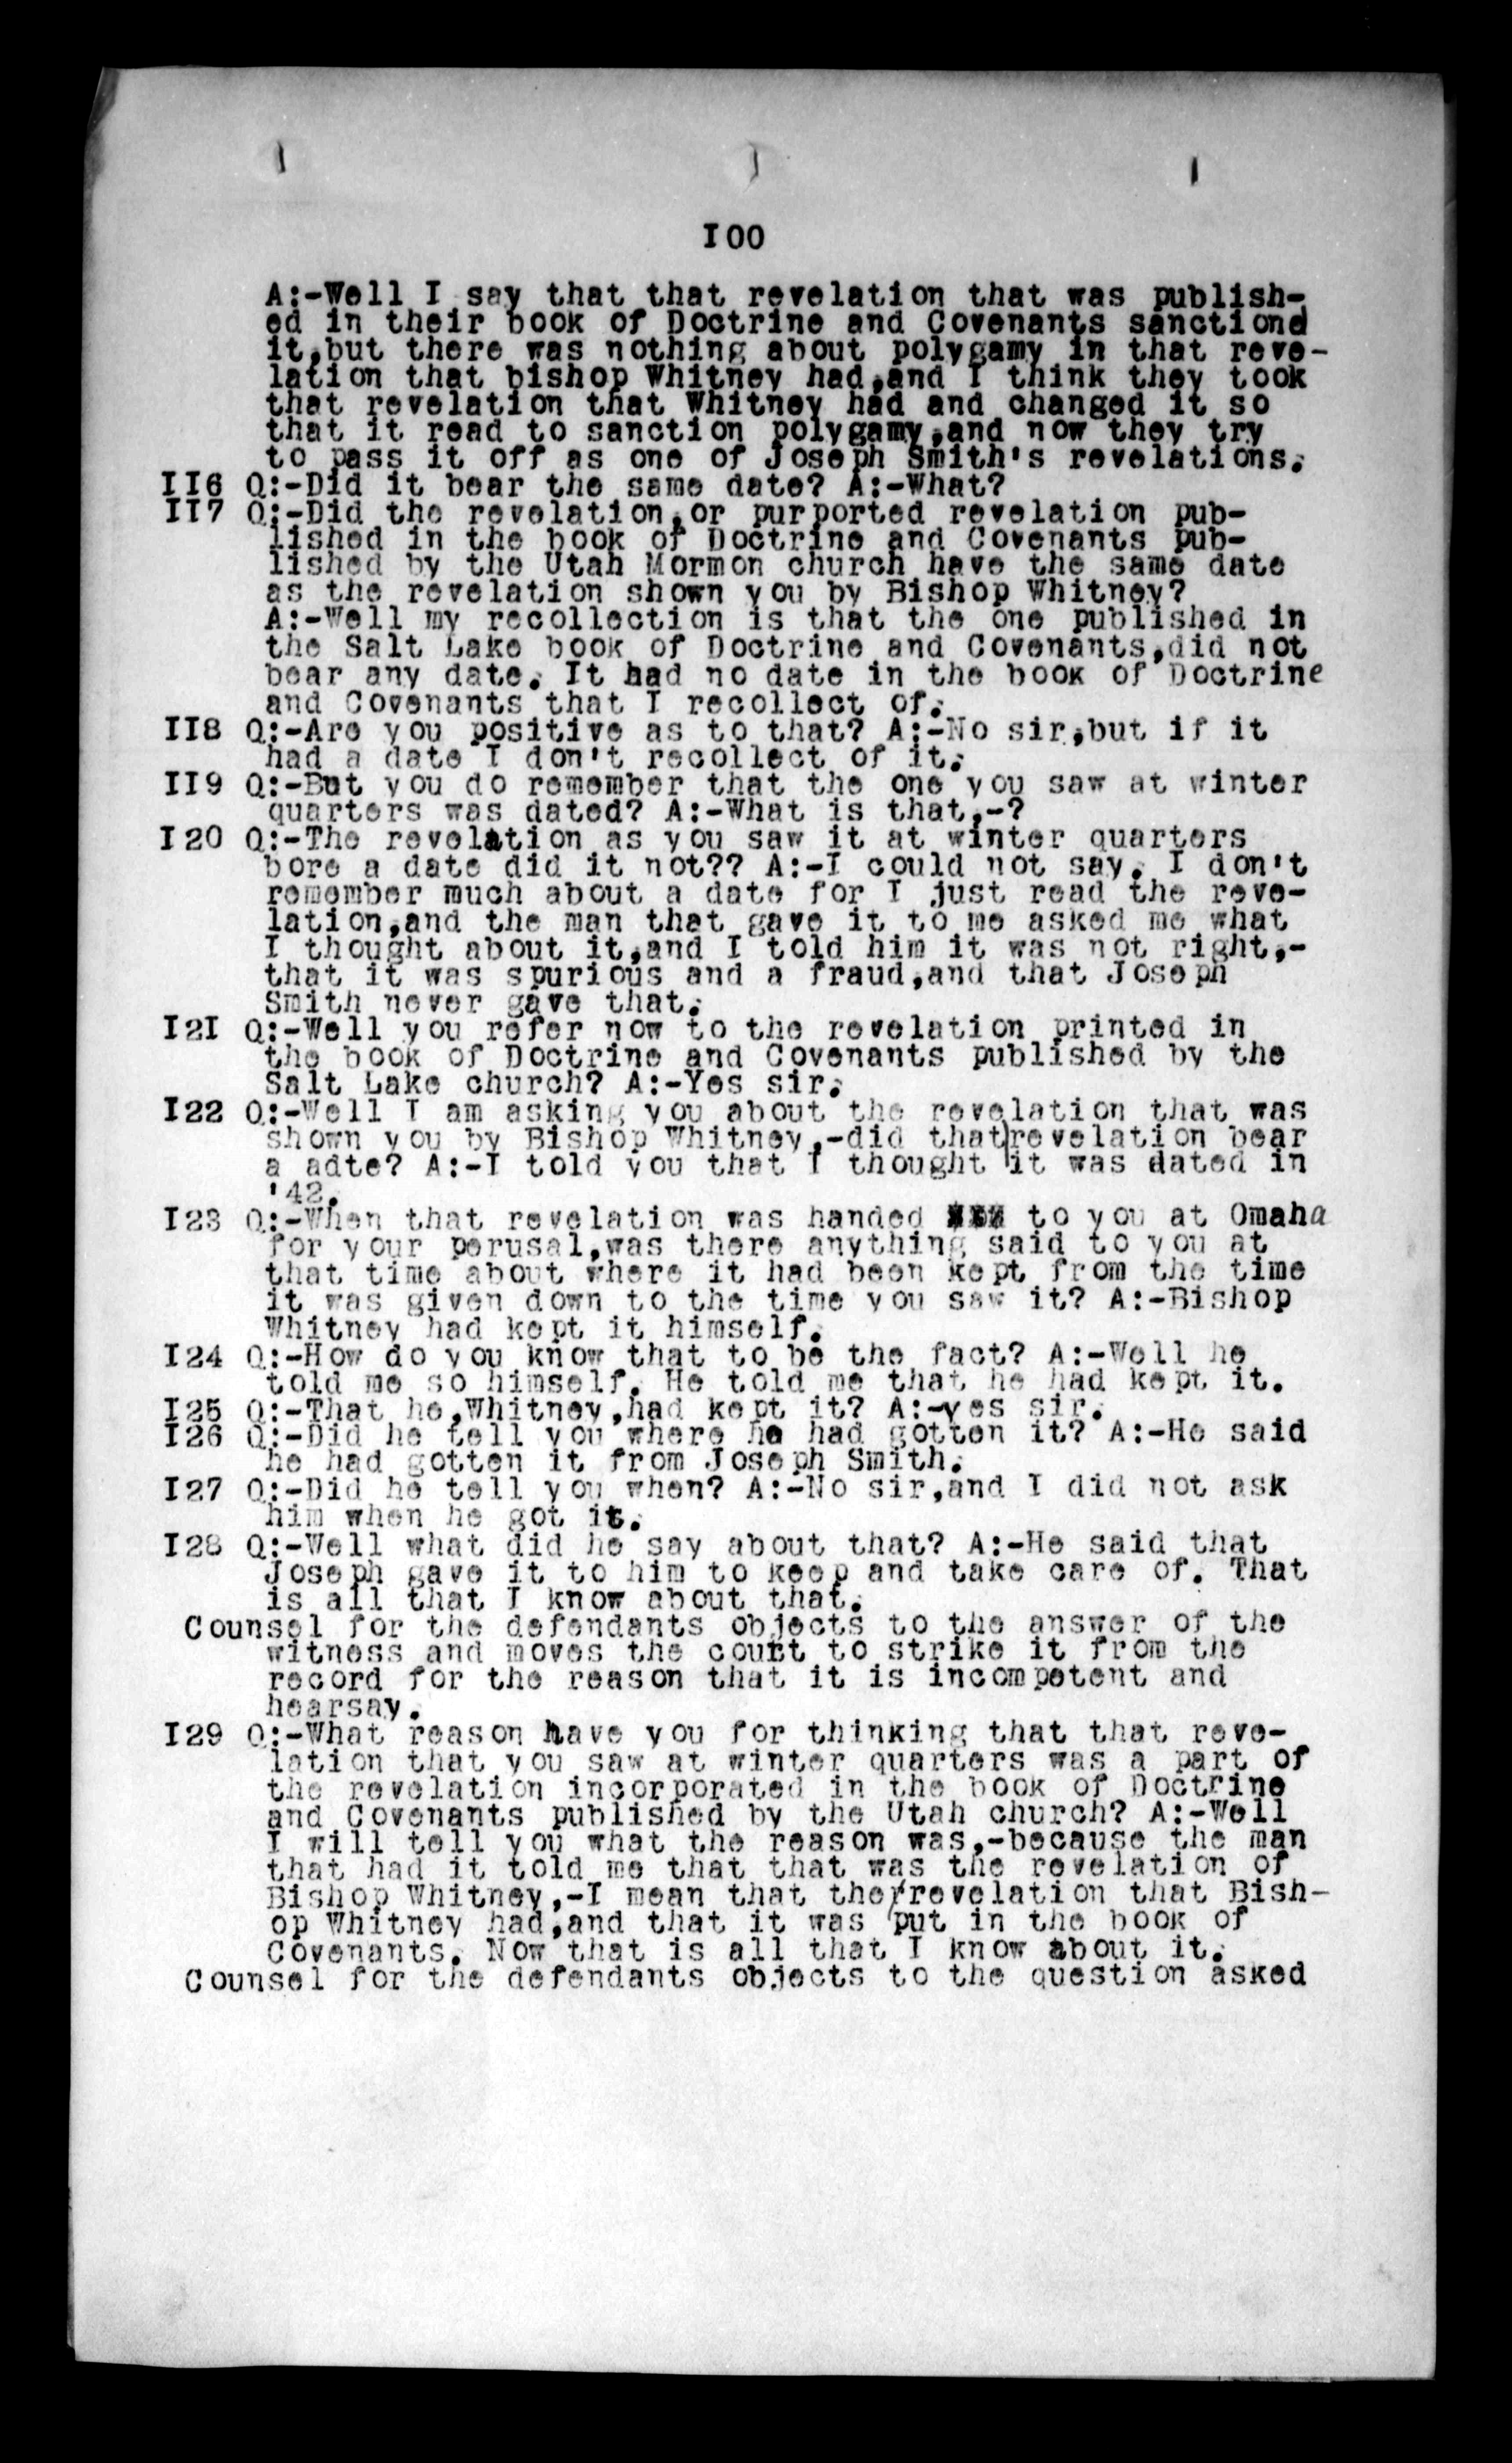 I00
A:-Well I say that that revelation that was publish-
ed in their book of Doctrine and Covenants sanctiond
it,but there was nothing about polygamy in that reve-
lation that bishop Whitney had,and I think they took
that revelation that Whitney had and changed it so
that it read to sanction polygamy,and now they try
to pass it off as one of Joseph Smith's revelations.
II6 Q:-Did it bear the same date? A:-What?
II7 Q:-Did the revelation,or purported revelation pub-
lished in the book of Doctrine and Covenants pub-
lished by the Utah Mormon church have the same date
as the revelation shown you by Bishop Whitney?
A:-Well my recollection is that the one published in
the Salt Lake book of Doctrine and Covenants,did not
bear any date. It had no date in the book of Doctrine
and Covenants that I recollect of.
II8 Q:-Are you positive as to that? A:-No sir,but if it
had a date I don't recollect of it.
II9 Q:-But you do remember that the one you saw at winter
quarters was dated? A:-What is that,-?
I20 Q:-The revelation as you saw it at winter quarters
bore a date did it not?? A:-I could not say. I don't
remember much about a date for I just read the reve-
lation,and the man that gave it to me asked me what
I thought about it,and I told him it was not right,-
that it was spurious and a fraud,and that Joseph
Smith never gave that.
I2I Q:-Well you refer now to the revelation printed in
the book of Doctrine and Covenants published by the
Salt Lake church? A:-Yes sir.
I22 Q:-Well I am asking you about the revelation that was
shown you by Bishop Whitney,-did that|revelation bear
a adte? A:-I told you that I thought |it was dated in
'42.
I23 Q:-When that revelation was handed to you at Omaha
for your perusal,was there anything said to you at
that time about where it had been kept from the time
it was given down to the time you saw it? A:-Bishop
Whitney had kept it himself.
I24 Q:-How do you know that to be the fact? A:-Well he
told me so himself. He told me that he had kept it.
I25 Q:-That he,Whitney,had kept it? A:-yes sir.
I26 Q:-Did he tell you where he had gotten it? A:-He said
he had gotten it from Joseph Smith.
I27 Q:-Did he tell you when? A:-No sir,and I did not ask
him when he got it.
I28 Q:-Well what did he say about that? A:-He said that
Joseph gave it to him to keep and take care of. That
is all that I know about that.
Counsel for the defendants objects to the answer of the
witness and moves the court to strike it from the
record for the reason that it is incompetent and
hearsay.
I29 Q:-What reason have you for thinking that that reve-
lation that you saw at winter quarters was a part of
the revelation incorporated in the book of Doctrine
and Covenants published by the Utah church? A:-Well
I will tell you what the reason was,-because the man
that had it told me that that was the revelation of
Bishop Whitney,-I mean that the/revelation that Bish-
op Whitney had,and that it was /put in the book of
Covenants. Now that is all that I know about it.
Counsel for the defendants objects to the question asked